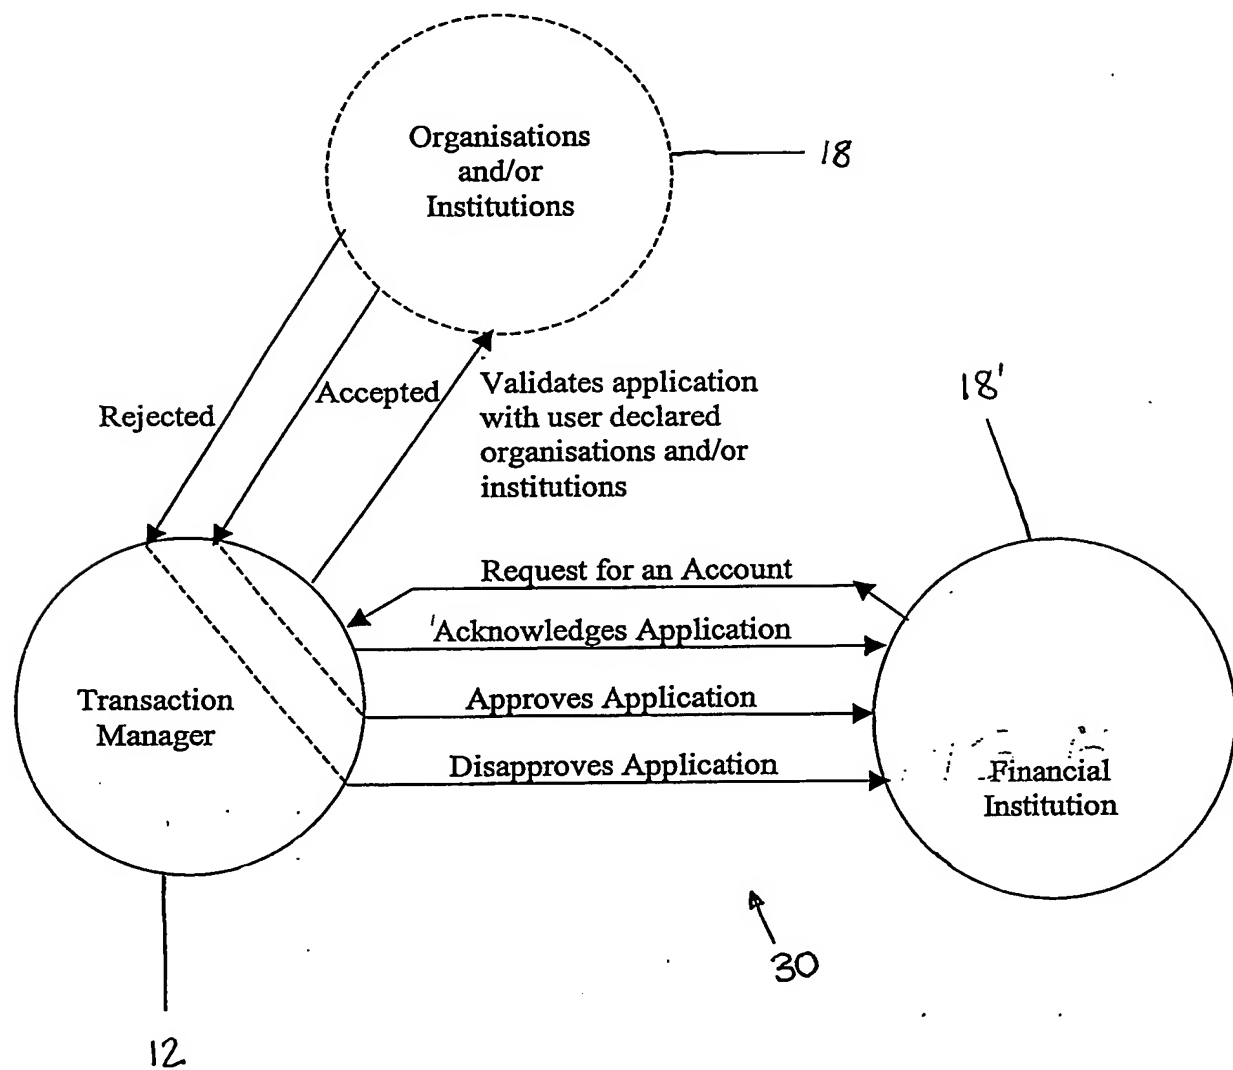 Organisations
and/or
Institutions
18
Rejected
Accepted
Validates application
with user declared
organisations and/or
institutions
18'
Request for an Account
Acknowledges Application
Transaction
Manager
Approves Application
Disapproves Application
Financial
Institution
30
12